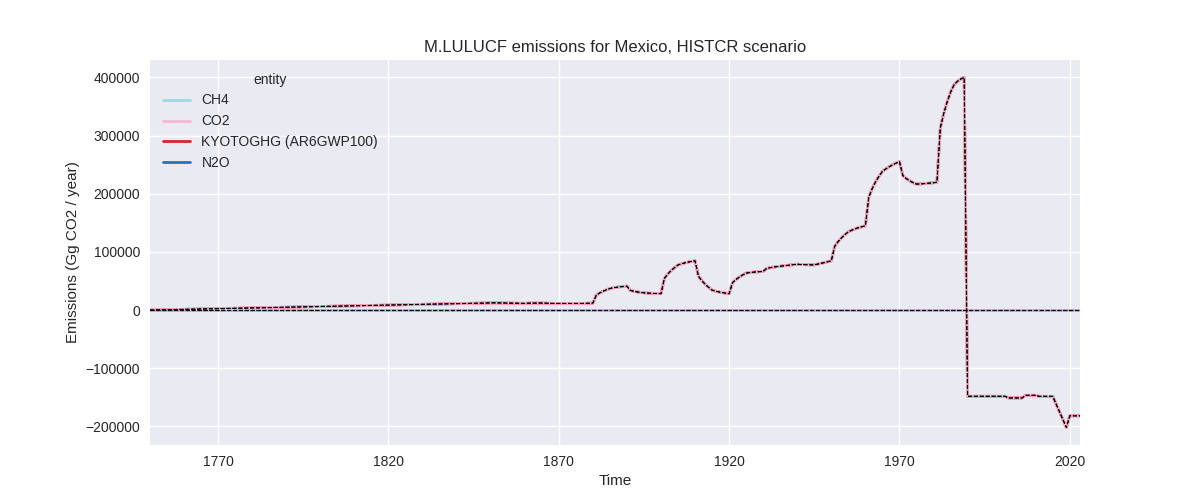 M.LULUCF emissions for Mexico, HISTCR scenario
Emissions (Gg CO2 / year)
400000
300000
200000
100000
0
−100000
−200000
entity
CH4
CO2
KYOTOGHG (AR6GWP100)
N2O
1770
1820
1870
1920
1970
2020
Time